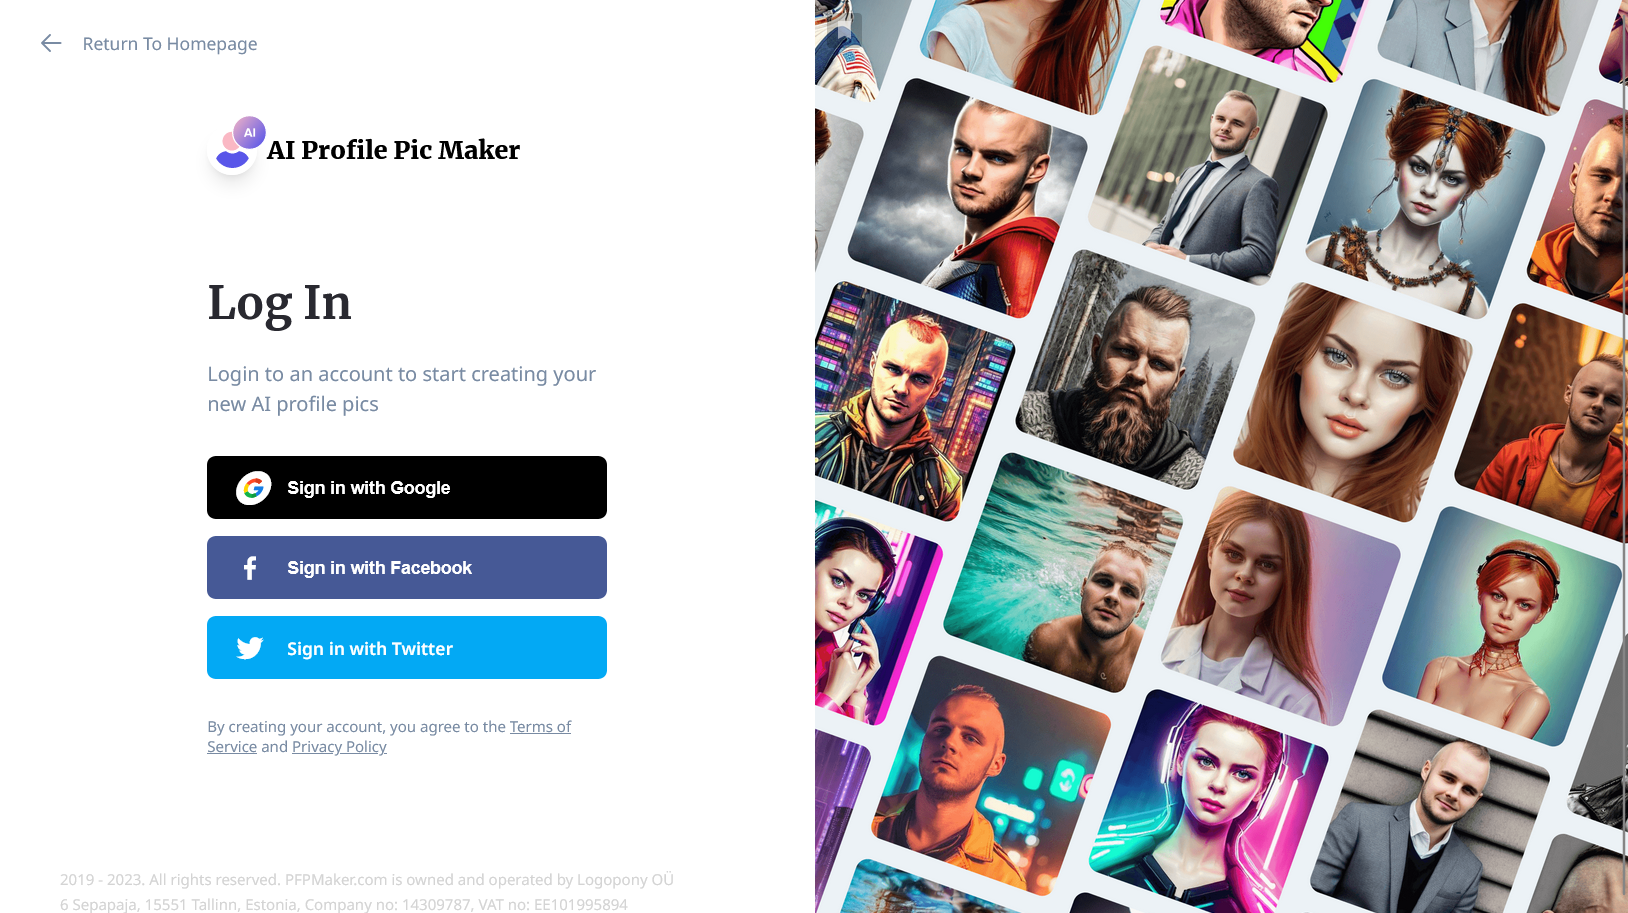 Return To Homepage
AI
AI Profile Pic Maker
Log In
Login to an account to start creating your
new AI profile pics
Sign in with Google
Sign in with Facebook
Sign in with Twitter
By creating your account, you agree to the Terms of
Service and Privacy Policy
2019 - 2023. All rights reserved. PFPMaker.com is owned and operated by Logopony OÜ
6 Sepapaja, 15551 Tallinn, Estonia, Company no: 14309787, VAT no: EE101995894